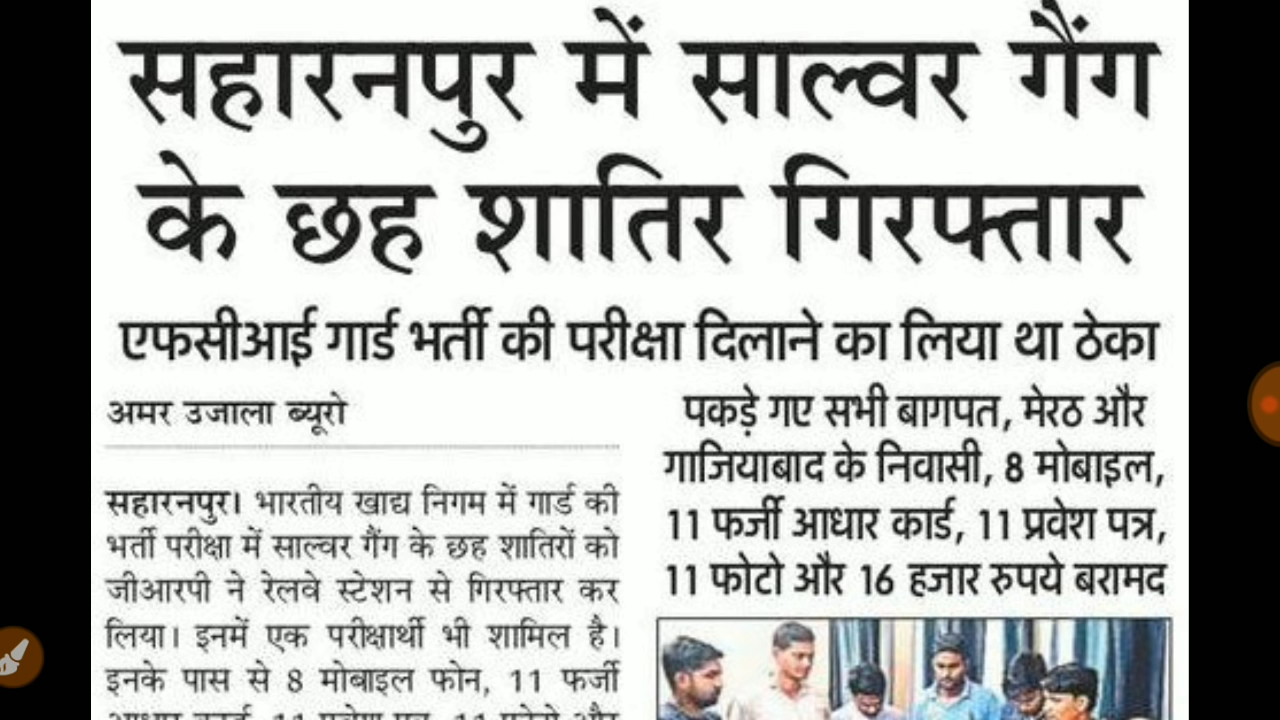 सहारनपुर में साल्वर गैंग
के छह शातिर गिरफ्तार
एफसीआई गार्ड भर्ती की परीक्षा दिलाने का लिया था ठेका
अमर उजाला ब्यूरो
सहारनपुर। भारतीय खाद्य निगम में गार्ड की
भर्ती परीक्षा में साल्वर गैंग के छह शातिरों को
जीआरपी ने रेलवे स्टेशन से गिरफ्तार कर
लिया। इनमें एक परीक्षार्थी भी शामिल है।
इनके पास से 8 मोबाइल फोन, 11 फर्जी
पकड़े गए सभी बागपत, मेरठ और
गाजियाबाद के निवासी, 8 मोबाइल,
11 फर्जी आधार कार्ड, 11 प्रवेश पत्र,
11 फोटो और 16 हजार रुपये बरामद